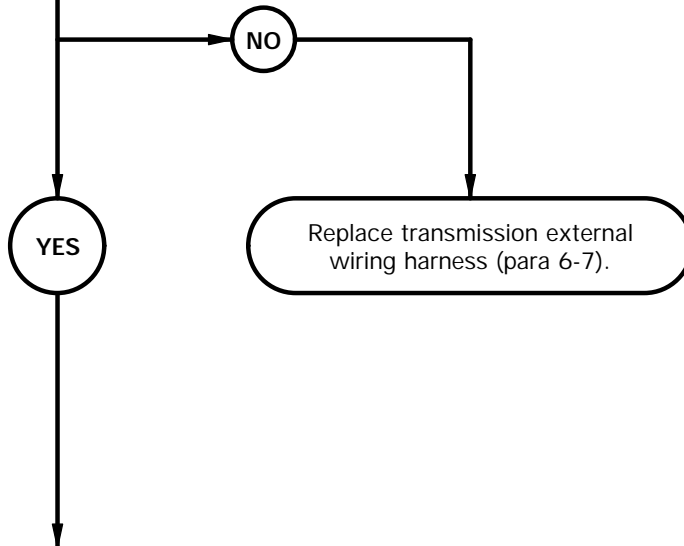 NO
YES
Replace transmission external
wiring harness (para 6-7).